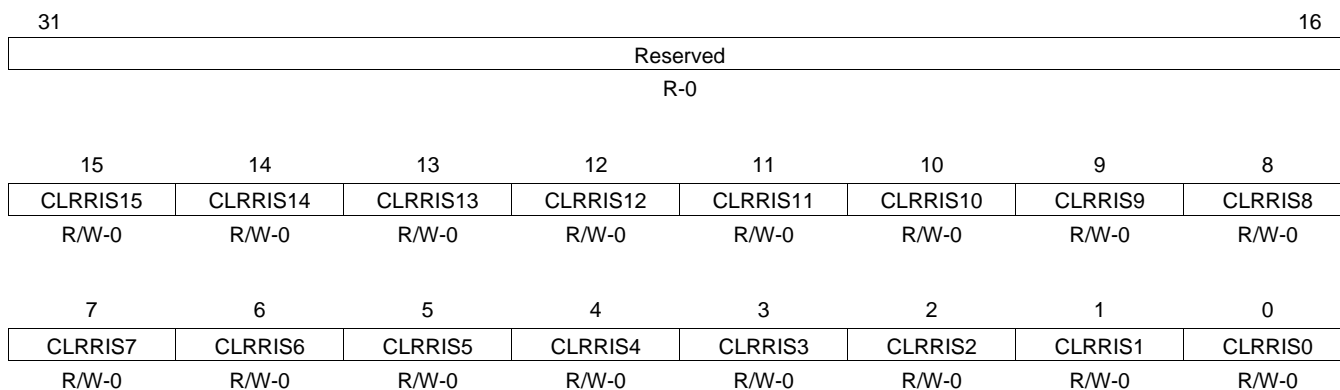 31 16
Reserved
R-0
15 14 13 12 11 10 9 8
CLRRIS15 CLRRIS14 CLRRIS13 CLRRIS12 CLRRIS11 CLRRIS10 CLRRIS9 CLRRIS8
R/W-0 R/W-0 R/W-0 R/W-0 R/W-0 R/W-0 R/W-0 R/W-0
7 6 5 4 3 2 1 0
CLRRIS7 CLRRIS6 CLRRIS5 CLRRIS4 CLRRIS3 CLRRIS2 CLRRIS1 CLRRIS0
R/W-0 R/W-0 R/W-0 R/W-0 R/W-0 R/W-0 R/W-0 R/W-0